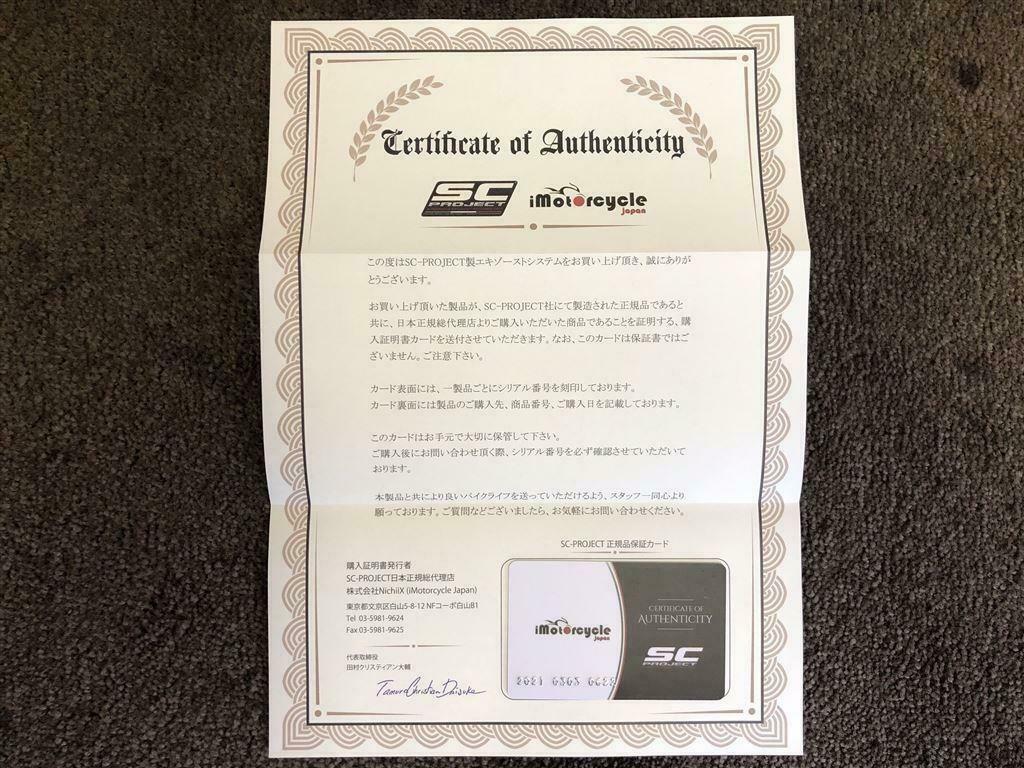 Certificate of Authenticity
SC PROJECT
iMotorcycle Japan
この度はSC-PROJECT製エキゾーストシステムをお買い上げ頂き、誠にありが
とうございます。
お買い上げ頂いた製品が、SC-PROJECT社にて製造された正規品であると
共に、日本正規総代理店よりご購入いただいた商品であることを証明する、購
入証明書カードを送付させていただきます。なお、このカードは保証書ではご
ざいません。ご注意下さい。
カード表面には、一製品ごとにシリアル番号を刻印しております。
カード裏面には製品のご購入先、商品番号、ご購入日を記載しております。
このカードはお手元で大切に保管して下さい。
ご購入後にお問い合わせ頂く際、シリアル番号を必ず確認させていただいて
おります。
本製品と共により良いバイクライフを送っていただけるよう、スタッフ一同心より
願っております。ご質問などございましたら、お気軽にお問い合わせください。
購入証明書発行者
SC-PROJECT日本正規総代理店
株式会社NichiiX (iMotorcycle Japan)
東京都文京区白山5-8-12 NFコーポ白山B1
Tel 03-5981-9624
Fax 03-5981-9625
代表取締役
田村クリスティアン大輔
Tamura Christian Daisuke
SC-PROJECT 正規品保証カード
iMotorcycle Japan
CERTIFICATE OF
AUTHENTICITY
SC PROJECT
2021 0303